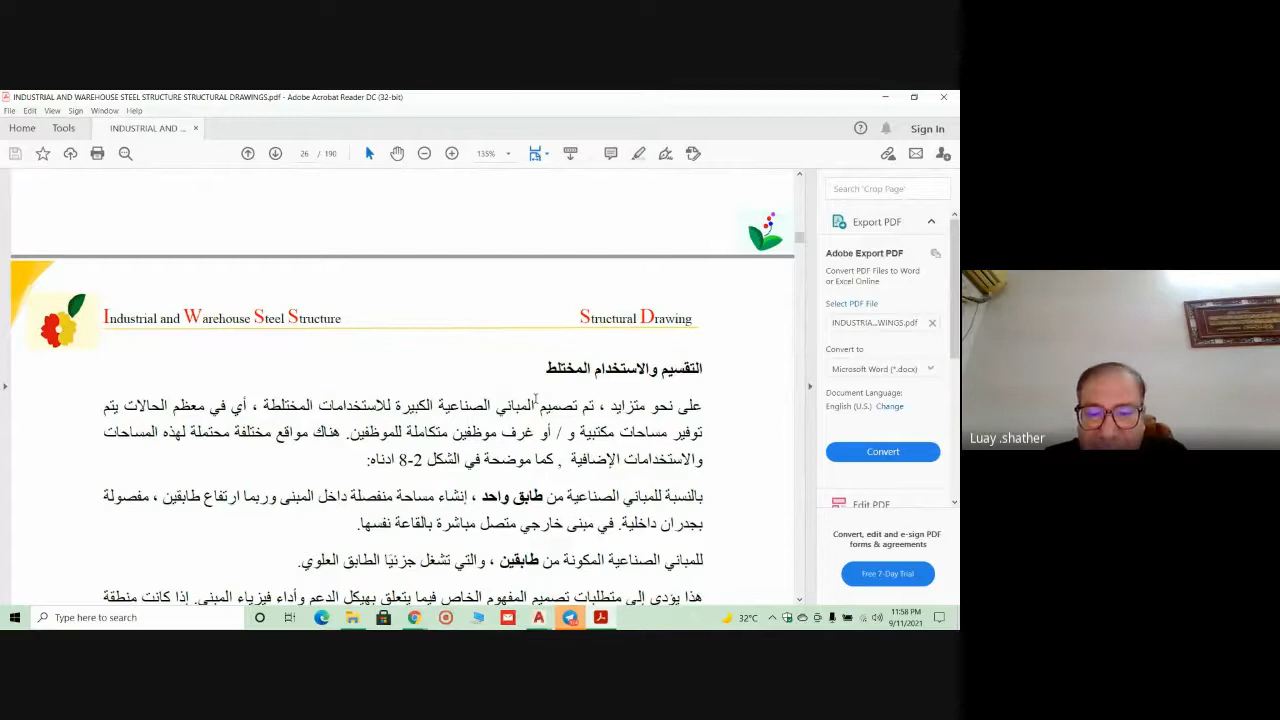 INDUSTRIAL AND WAREHOUSE STEEL STRUCTURE STRUCTURAL DRAWINGS.pdf - Adobe Acrobat Reader DC (32-bit)
File Edit View Sign Window Help
Home Tools INDUSTRIAL AND ... × Sign In
26 / 190 135%
Search 'Crop Page'
Export PDF
Adobe Export PDF
Convert PDF Files to Word
or Excel Online
Select PDF File
INDUSTRIA...WINGS.pdf
Convert to
Microsoft Word (*.docx)
Document Language:
English (U.S.) Change
Convert
Edit PDF
Convert, edit and e-sign PDF
forms & agreements
Free 7-Day Trial
Industrial and Warehouse Steel Structure Structural Drawing
التقسيم والاستخدام المختلط
على نحو متزايد ، تم تصميم المباني الصناعية الكبيرة للاستخدامات المختلطة ، أي في معظم الحالات يتم
توفير مساحات مكتبية و / أو غرف موظفين متكاملة للموظفين. هناك مواقع مختلفة محتملة لهذه المساحات
والاستخدامات الإضافية , كما موضحة في الشكل 2-8 ادناه:
بالنسبة للمباني الصناعية من طابق واحد ، إنشاء مساحة منفصلة داخل المبنى وربما ارتفاع طابقين ، مفصولة
بجدران داخلية. في مبنى خارجي متصل مباشرة بالقاعة نفسها.
للمباني الصناعية المكونة من طابقين ، والتي تشغل جزئيًا الطابق العلوي.
هذا يؤدي إلى متطلبات تصميم المفهوم الخاص فيما يتعلق بهيكل الدعم وأداء فيزياء المبنى. إذا كانت منطقة
Type here to search
32°C
11:58 PM
9/11/2021
Luay .shather